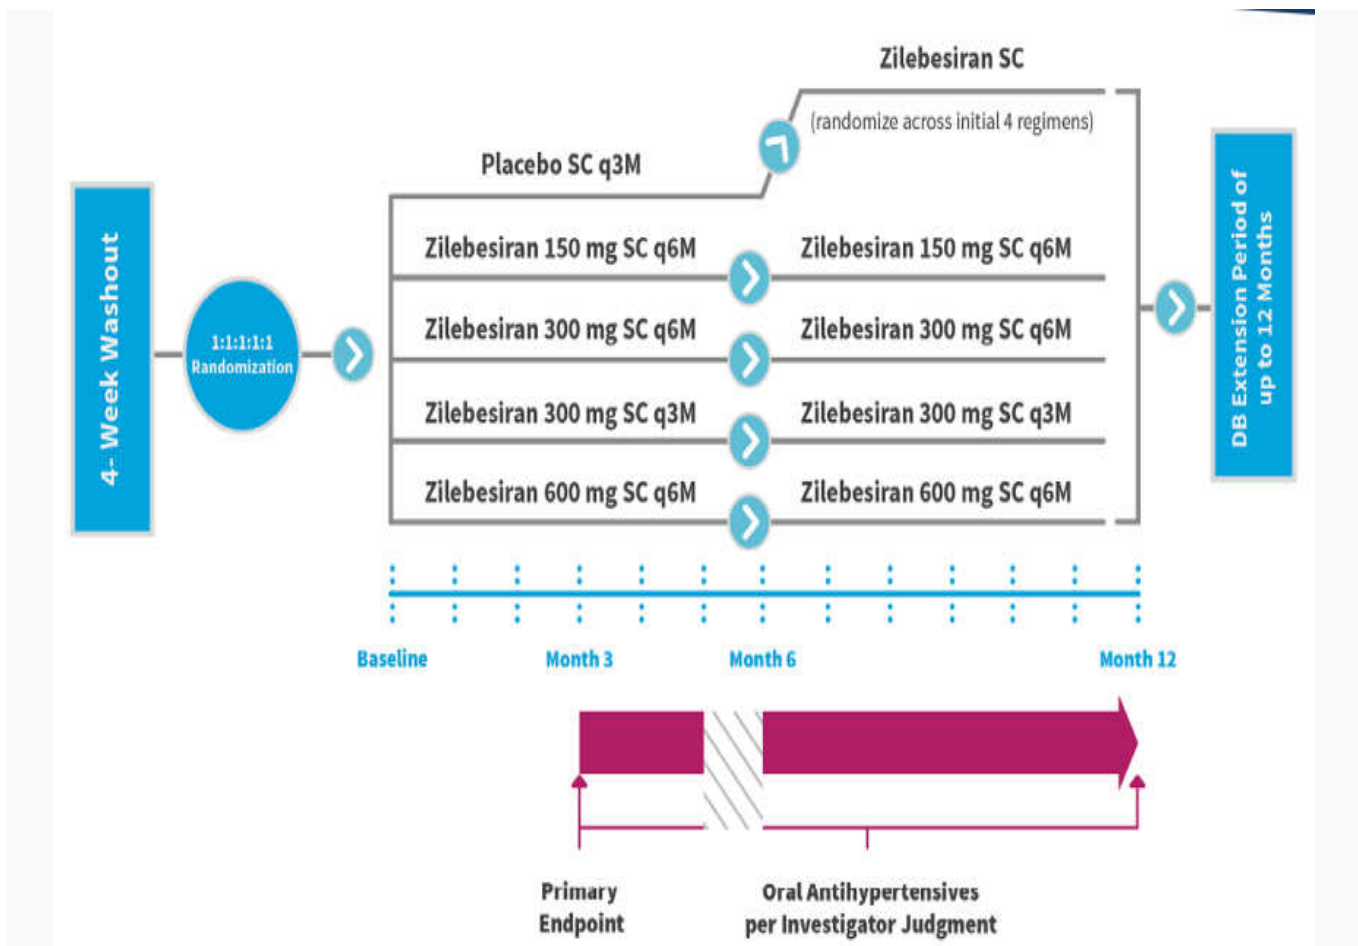 Zilebesiran SC
(randomize across initial 4 regimens)
Placebo SC q3M
4- Week Washout
1:1:1:1:1
Randomization
Zilebesiran 150 mg SC q6M
Zilebesiran 150 mg SC q6M
Zilebesiran 300 mg SC q6M
Zilebesiran 300 mg SC q6M
Zilebesiran 300 mg SC q3M
Zilebesiran 300 mg SC q3M
Zilebesiran 600 mg SC q6M
Zilebesiran 600 mg SC q6M
DB Extension Period of
up to 12 Months
Baseline
Month 3
Month 6
Month 12
Primary
Endpoint
Oral Antihypertensives
per Investigator Judgment